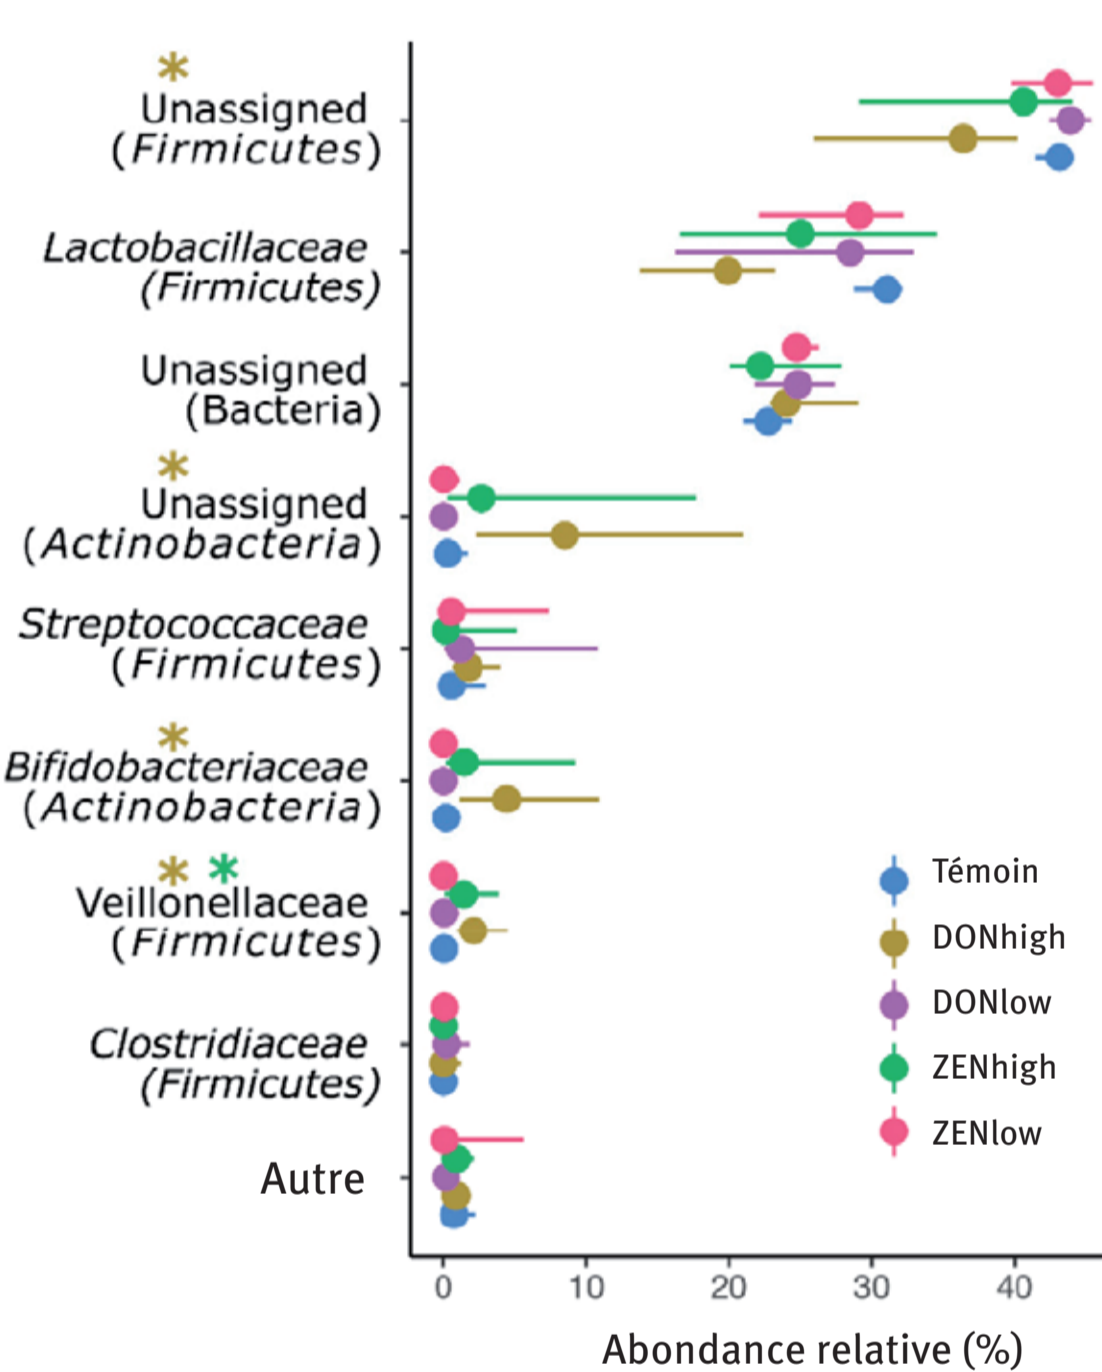 *
Unassigned
(Firmicutes)
Lactobacillaceae
(Firmicutes)
Unassigned
(Bacteria)
*
Unassigned
(Actinobacteria)
Streptococcaceae
(Firmicutes)
*
Bifidobacteriaceae
(Actinobacteria)
* *
Veillonellaceae
(Firmicutes)
Clostridiaceae
(Firmicutes)
Autre
Témoin
DONhigh
DONlow
ZENhigh
ZENlow
0 10 20 30 40
Abondance relative (%)